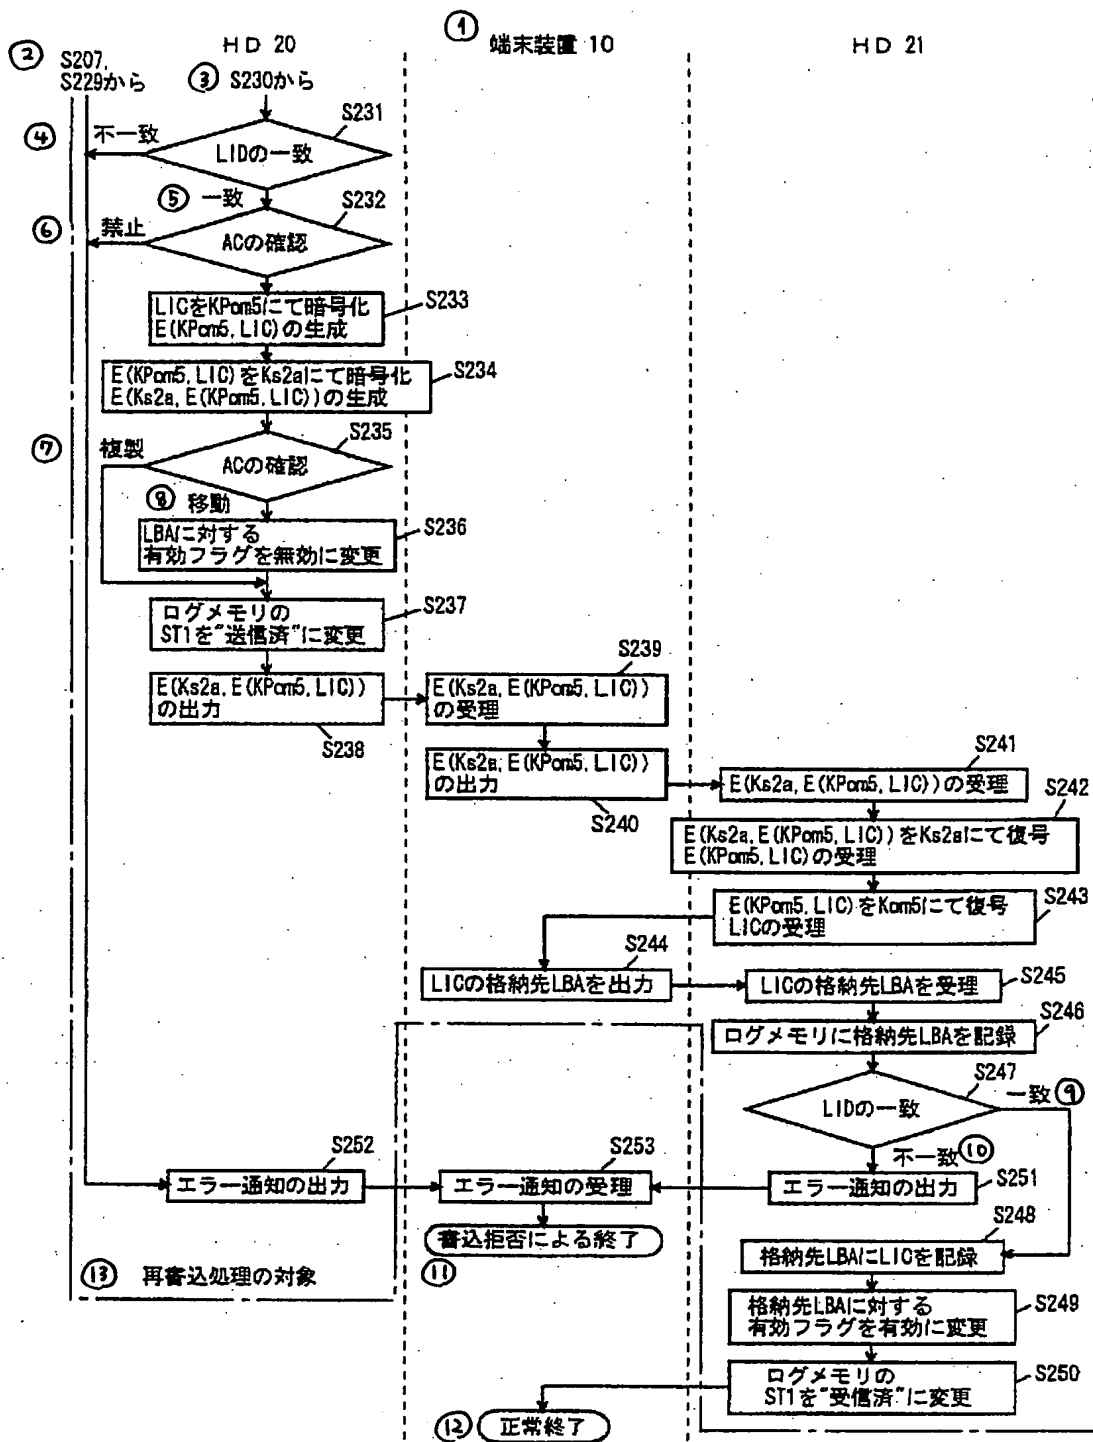 ①
HD 20
端末装置 10
HD 21
②
S207,
S229から
③ S230から
S231
④ 不一致
LIDの一致
⑤ 一致
S232
⑥ 禁止
ACの確認
LICをKPom5にて暗号化
E(KPom5, LIC)の生成
S233
E(KPom5, LIC)をKs2aにて暗号化
E(Ks2a, E(KPom5, LIC))の生成
S234
⑦ 複製
S235
ACの確認
⑧ 移動
LBAに対する
有効フラグを無効に変更
S236
ログメモリの
ST1を"送信済"に変更
S237
E(Ks2a, E(KPom5, LIC))
の出力
S238
S239
E(Ks2a, E(KPom5, LIC))
の受理
E(Ks2a, E(KPom5, LIC))
の出力
S240
S241
E(Ks2a, E(KPom5, LIC))の受理
S242
E(Ks2a, E(KPom5, LIC))をKs2aにて復号
E(KPom5, LIC)の受理
E(KPom5, LIC)をKom5にて復号
LICの受理
S243
S244
LICの格納先LBAを出力
LICの格納先LBAを受理
S245
S246
ログメモリに格納先LBAを記録
S247
LIDの一致
一致 ⑨
不一致 ⑩
S252
エラー通知の出力
S253
エラー通知の受理
エラー通知の出力
S251
書込拒否による終了
⑪
S248
格納先LBAにLICを記録
⑬ 再書込処理の対象
格納先LBAに対する
有効フラグを有効に変更
S249
ログメモリの
ST1を"受信済"に変更
S250
⑫ 正常終了